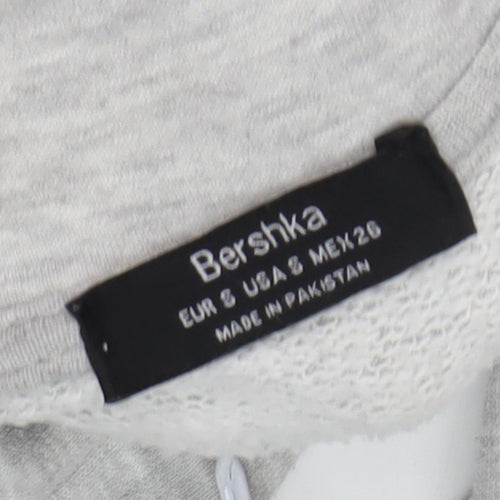 Bershka
EUR S USA S MEX 26
MADE IN PAKISTAN